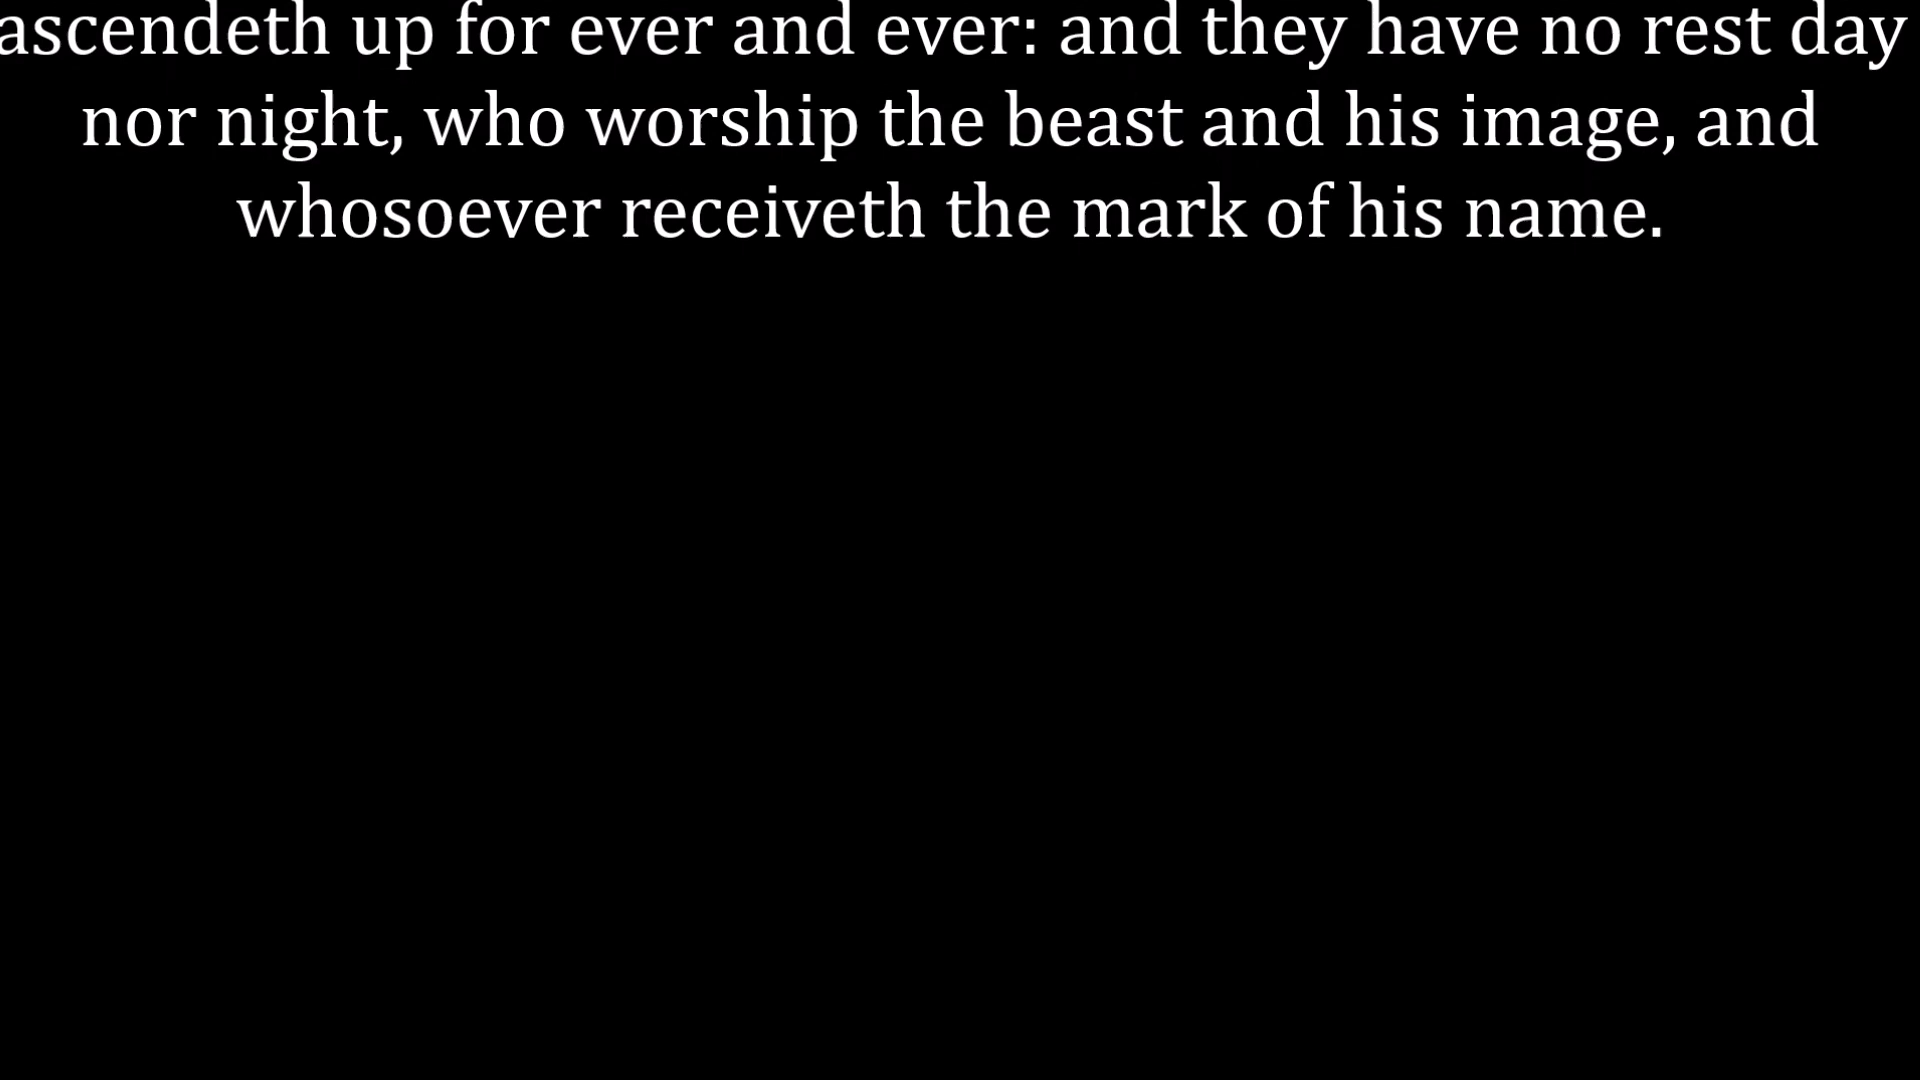 ascendeth up for ever and ever: and they have no rest day
nor night, who worship the beast and his image, and
whosoever receiveth the mark of his name.